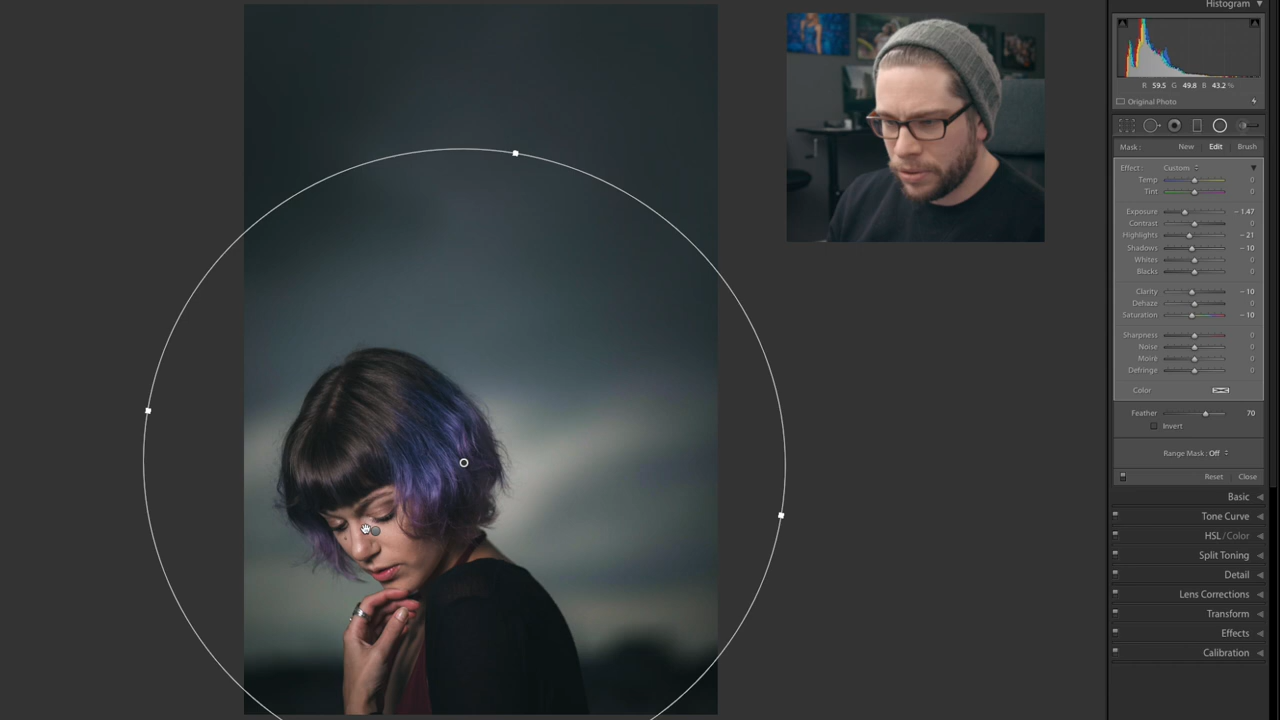 Histogram
R 59.5 G 49.8 B 43.2 %
Original Photo
Mask : New Edit Brush
Effect : Custom
Temp 0
Tint 0
Exposure − 1.47
Contrast 0
Highlights − 21
Shadows − 10
Whites 0
Blacks 0
Clarity − 10
Dehaze 0
Saturation − 10
Sharpness 0
Noise 0
Moiré 0
Defringe 0
Color
Feather 70
Invert
Range Mask : Off
Reset Close
Basic
Tone Curve
HSL / Color
Split Toning
Detail
Lens Corrections
Transform
Effects
Calibration